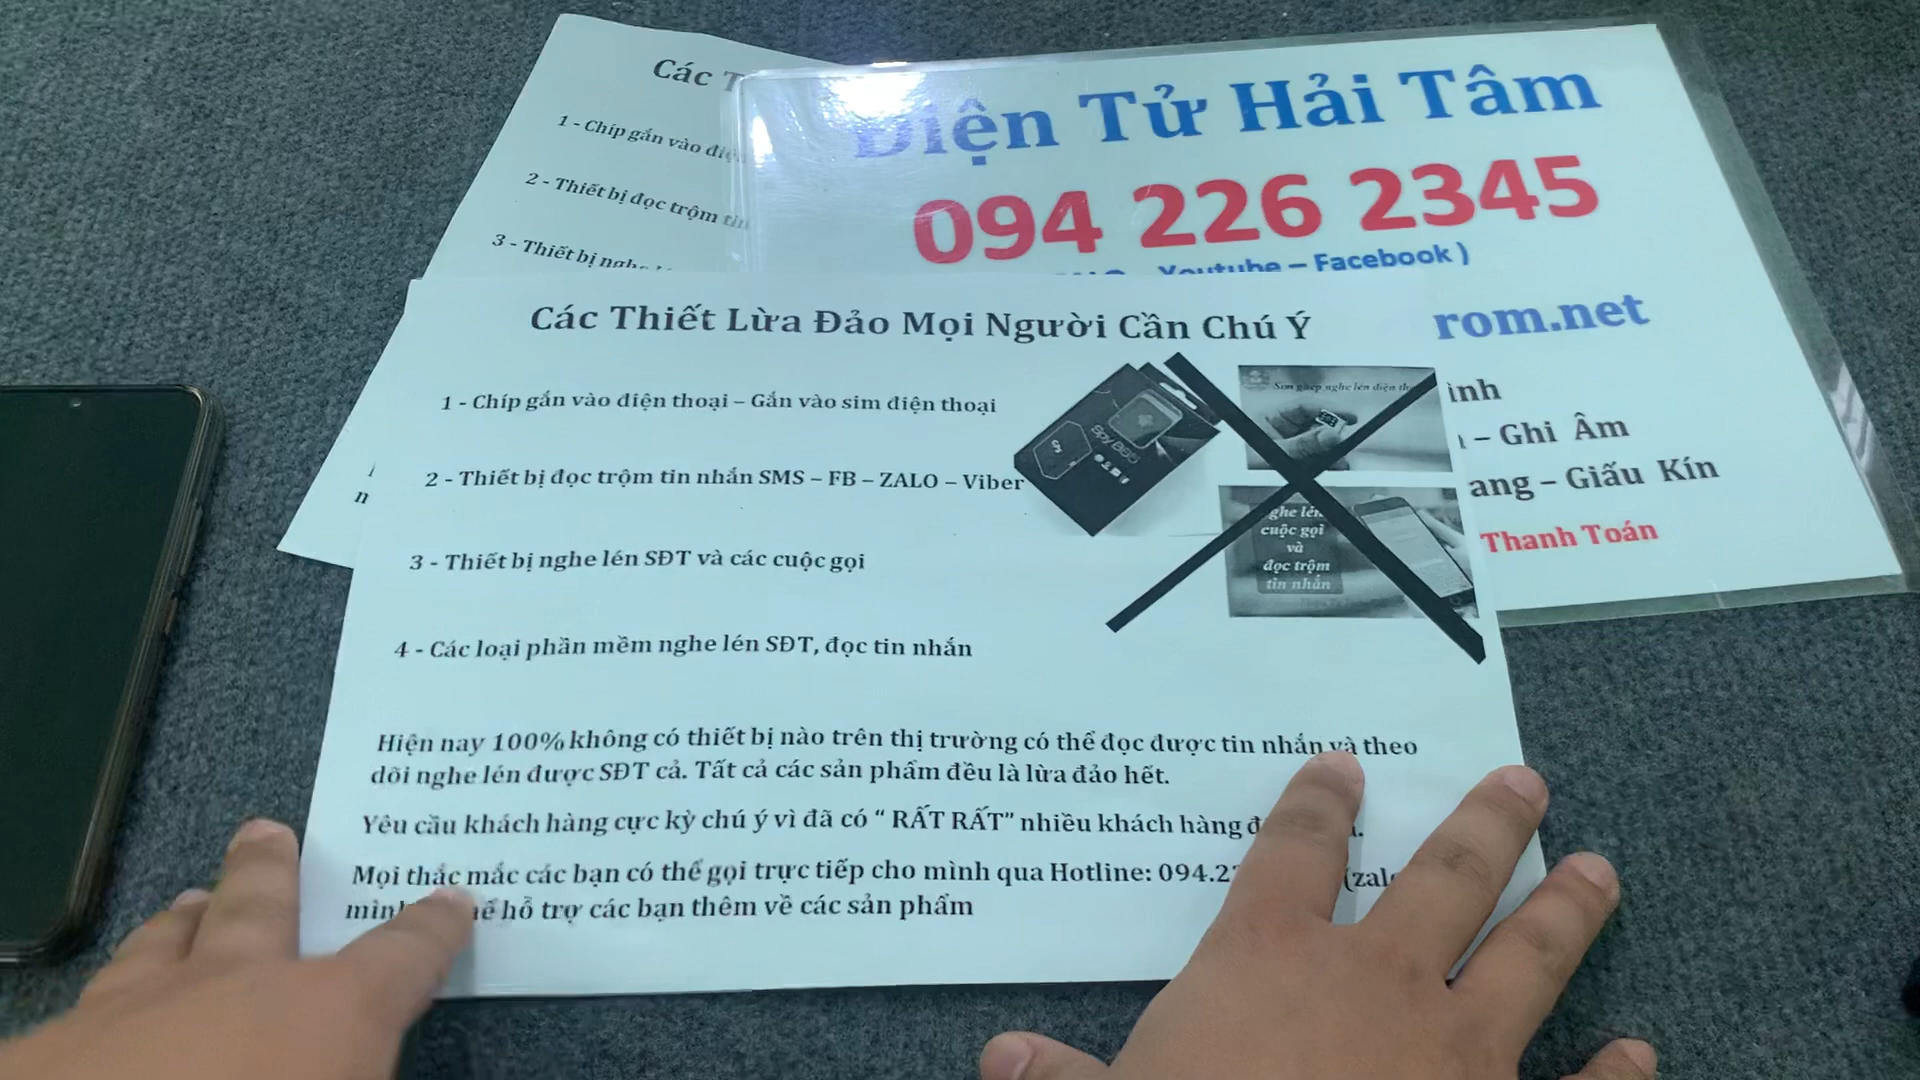 Các T
1 - Chíp gắn vào điện
2 - Thiết bị đọc trộm tin
3 - Thiết bị nghe
Điện Tử Hải Tâm
094 226 2345
Youtube – Facebook )
rom.net
ình
– Ghi Âm
ang – Giấu Kín
Thanh Toán
Các Thiết Lừa Đảo Mọi Người Cần Chú Ý
1 - Chíp gắn vào điện thoại – Gắn vào sim điện thoại
2 - Thiết bị đọc trộm tin nhắn SMS – FB – ZALO – Viber
3 - Thiết bị nghe lén SĐT và các cuộc gọi
4 - Các loại phần mềm nghe lén SĐT, đọc tin nhắn
ghe lén
cuộc gọi
và
đọc trộm
tin nhắn
Hiện nay 100% không có thiết bị nào trên thị trường có thể đọc được tin nhắn và theo
dõi nghe lén được SĐT cả. Tất cả các sản phẩm đều là lừa đảo hết.
Yêu cầu khách hàng cực kỳ chú ý vì đã có “ RẤT RẤT” nhiều khách hàng
Mọi thắc mắc các bạn có thể gọi trực tiếp cho mình qua Hotline: 094.2 (zalo
mình hỗ trợ các bạn thêm về các sản phẩm